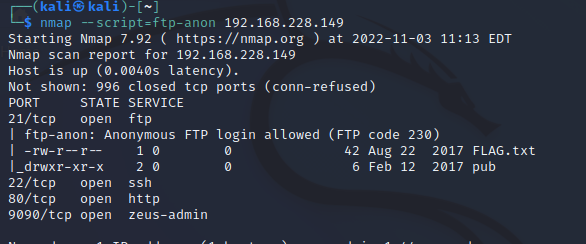 ┌──(kali㉿kali)-[~]
└─$ nmap --script=ftp-anon 192.168.228.149
Starting Nmap 7.92 ( https://nmap.org ) at 2022-11-03 11:13 EDT
Nmap scan report for 192.168.228.149
Host is up (0.0040s latency).
Not shown: 996 closed tcp ports (conn-refused)
PORT     STATE SERVICE
21/tcp   open  ftp
| ftp-anon: Anonymous FTP login allowed (FTP code 230)
| -rw-r--r--    1 0        0              42 Aug 22  2017 FLAG.txt
|_drwxr-xr-x    2 0        0               6 Feb 12  2017 pub
22/tcp   open  ssh
80/tcp   open  http
9090/tcp open  zeus-admin